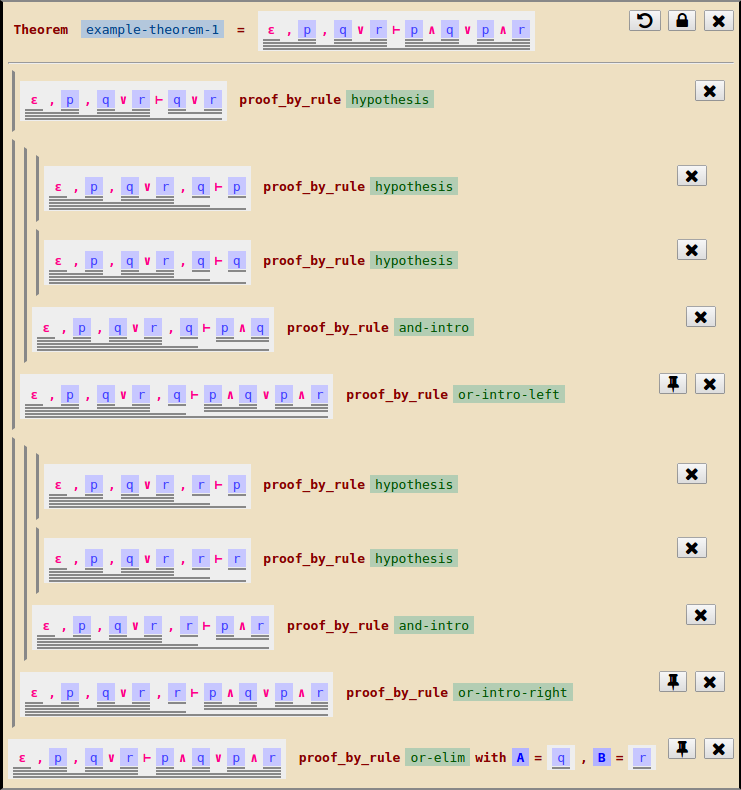 Theorem example-theorem-1 = ε , p , q ∨ r ⊢ p ∧ q ∨ p ∧ r
ε , p , q ∨ r ⊢ q ∨ r proof_by_rule hypothesis
ε , p , q ∨ r , q ⊢ p proof_by_rule hypothesis
ε , p , q ∨ r , q ⊢ q proof_by_rule hypothesis
ε , p , q ∨ r , q ⊢ p ∧ q proof_by_rule and-intro
ε , p , q ∨ r , q ⊢ p ∧ q ∨ p ∧ r proof_by_rule or-intro-left
ε , p , q ∨ r , r ⊢ p proof_by_rule hypothesis
ε , p , q ∨ r , r ⊢ r proof_by_rule hypothesis
ε , p , q ∨ r , r ⊢ p ∧ r proof_by_rule and-intro
ε , p , q ∨ r , r ⊢ p ∧ q ∨ p ∧ r proof_by_rule or-intro-right
ε , p , q ∨ r ⊢ p ∧ q ∨ p ∧ r proof_by_rule or-elim with A = q , B = r